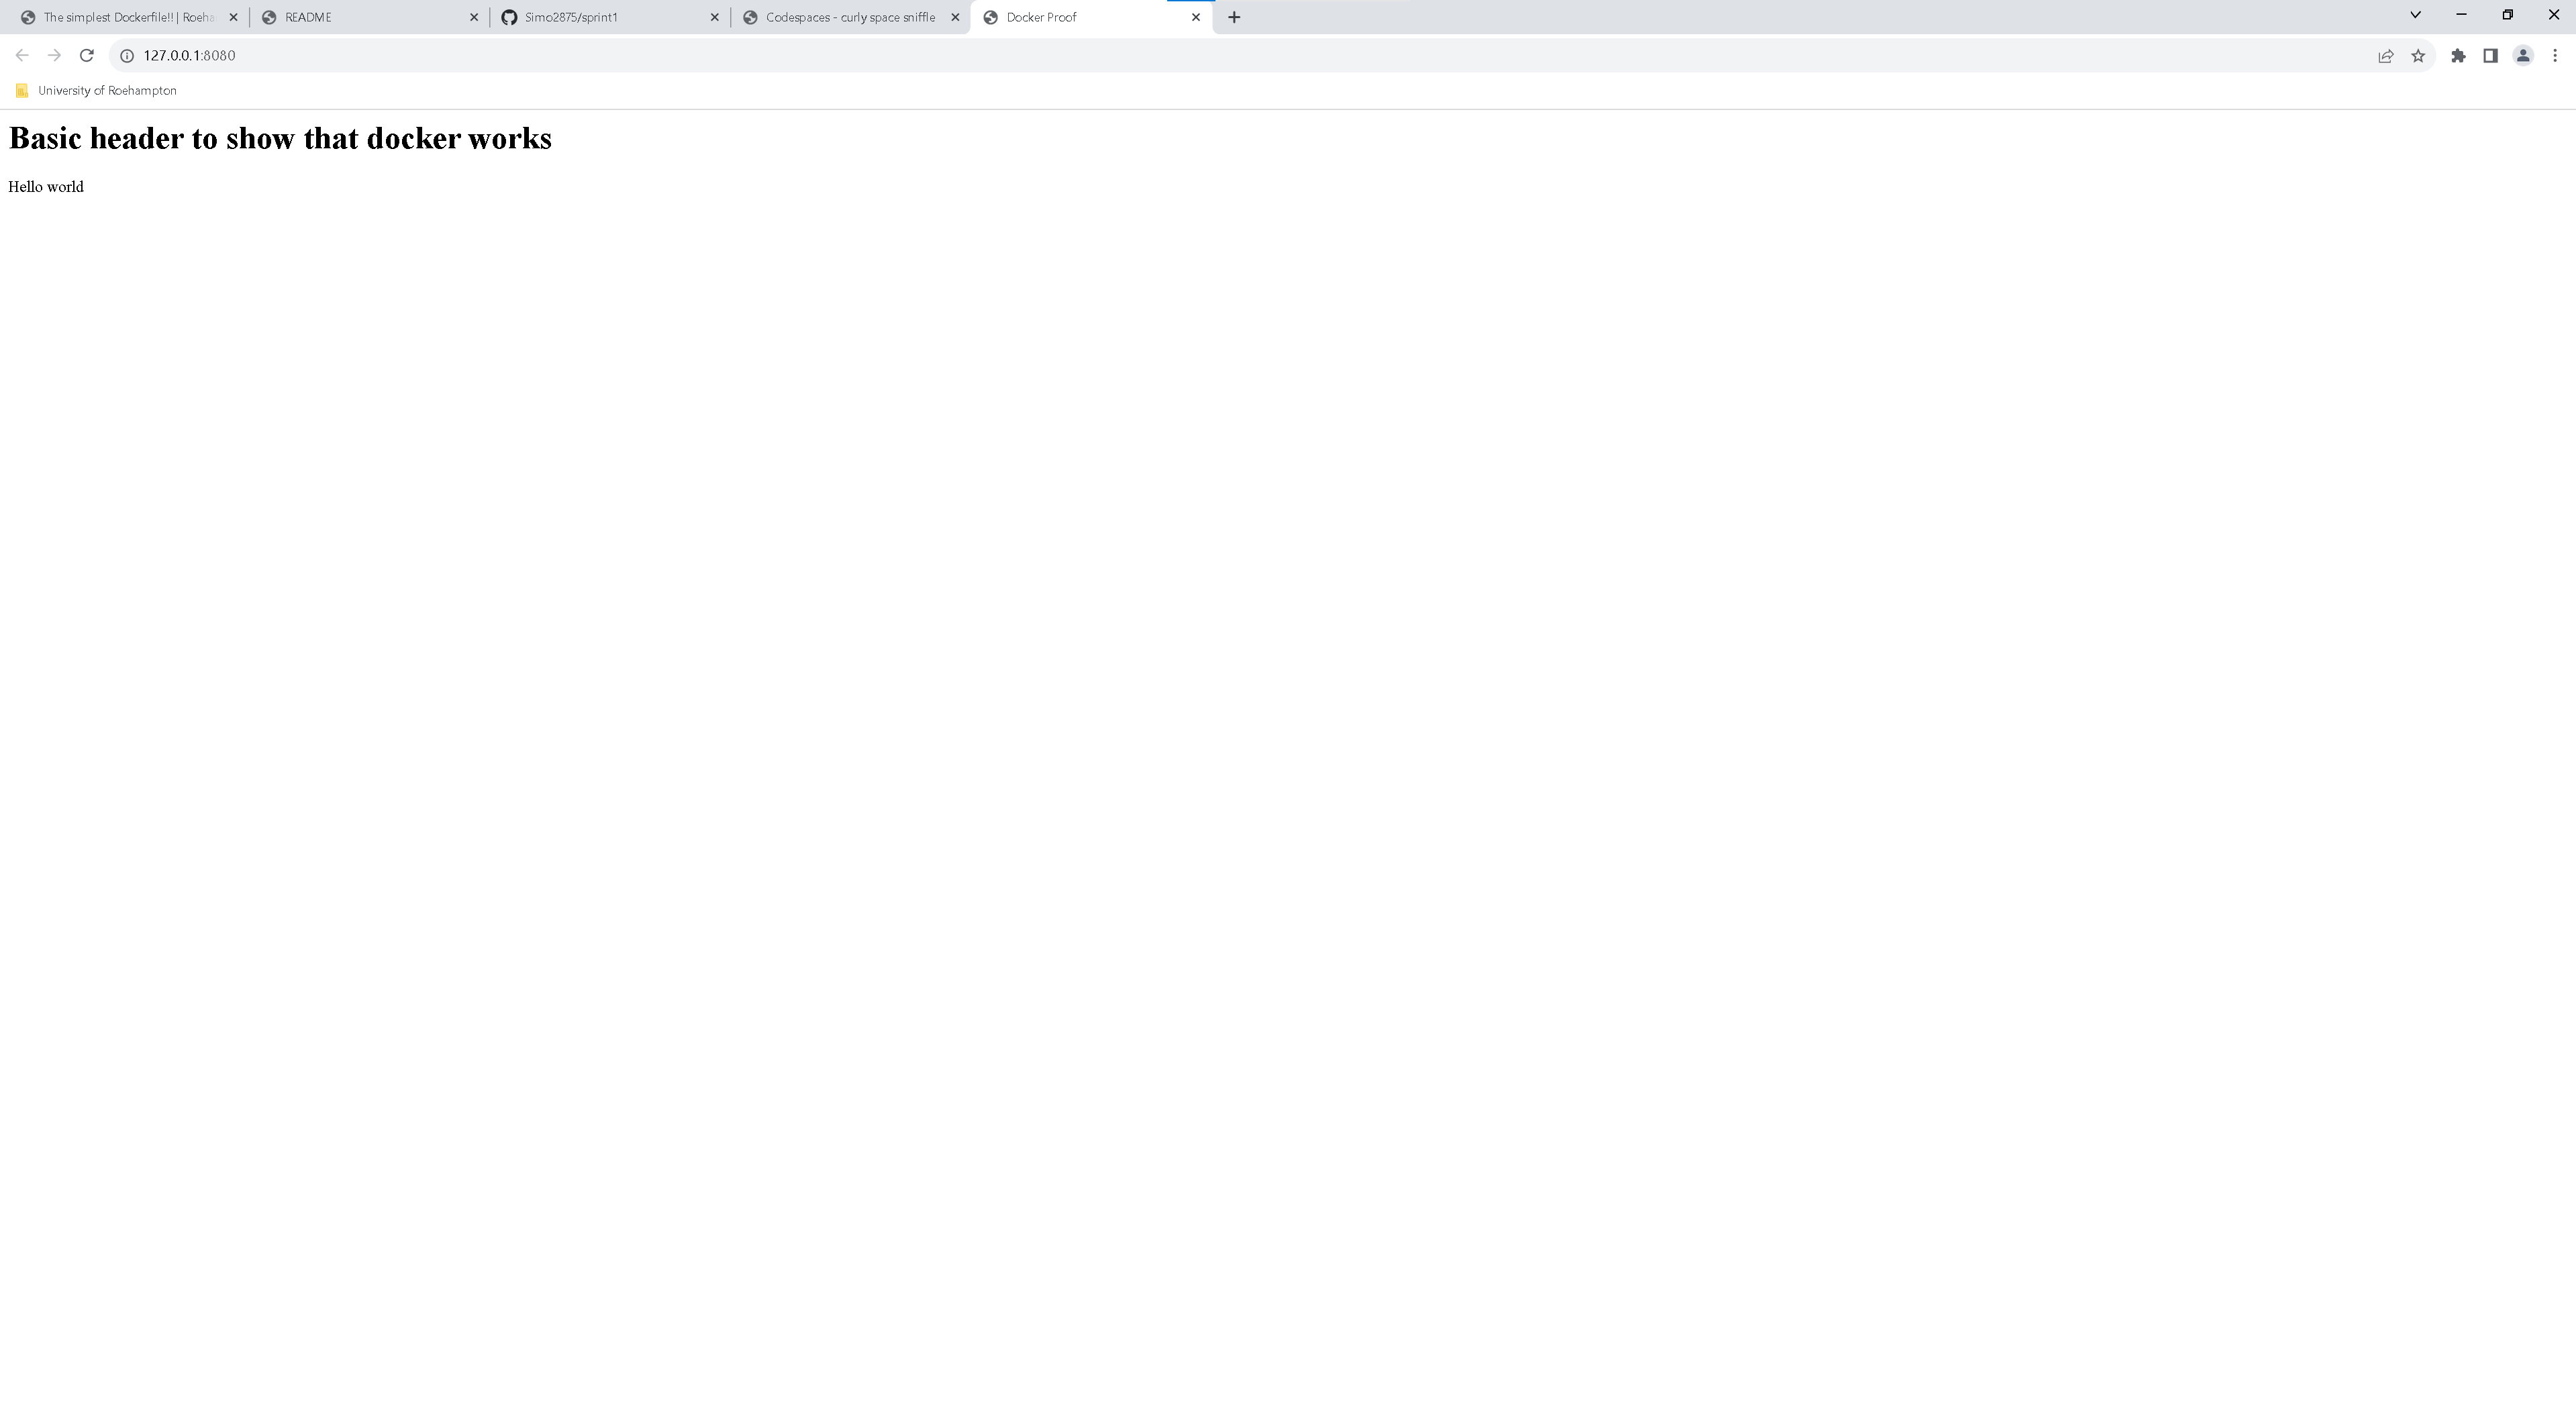 The simplest Dockerfile!! | Roeha
README
Simo2875/sprint1
Codespaces - curly space sniffle
Docker Proof
127.0.0.1:8080
University of Roehampton
Basic header to show that docker works
Hello world